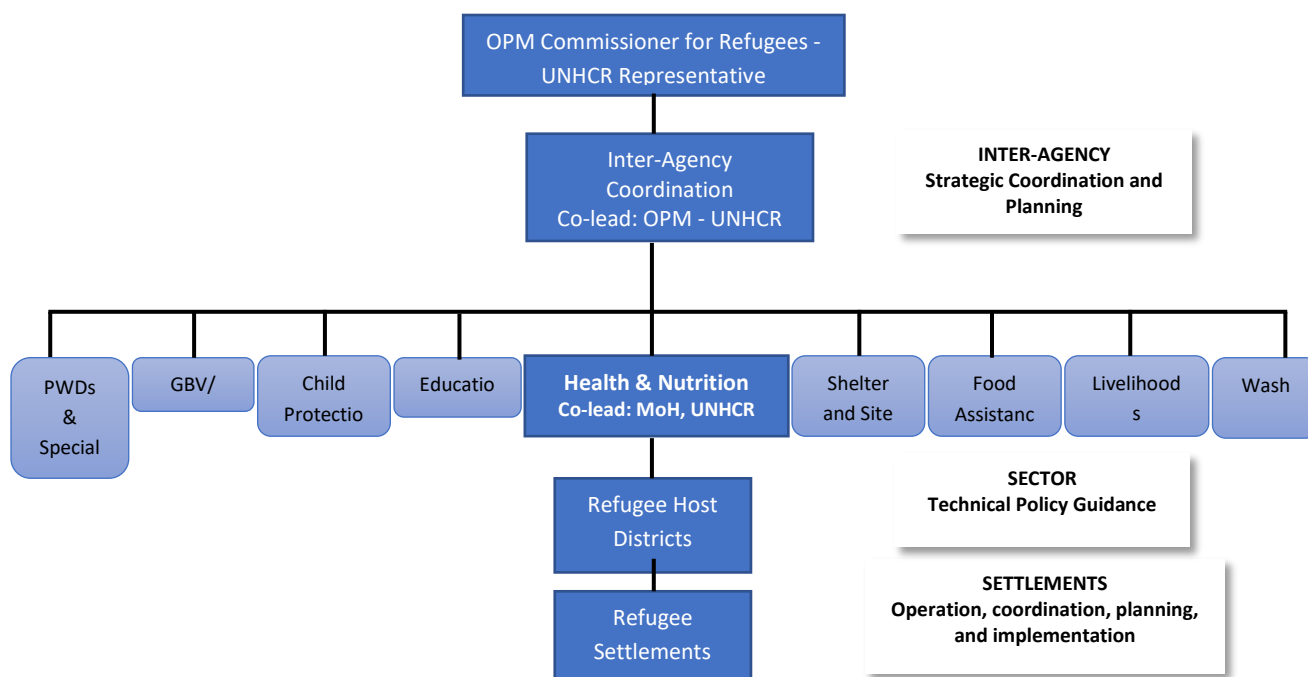 OPM Commissioner for Refugees -
UNHCR Representative
Inter-Agency
Coordination
Co-lead: OPM - UNHCR
INTER-AGENCY
Strategic Coordination and
Planning
PWDs
&
Special
GBV/
Child
Protectio
Educatio
Health & Nutrition
Co-lead: MoH, UNHCR
Shelter
and Site
Food
Assistanc
Livelihood
s
Wash
SECTOR
Technical Policy Guidance
Refugee Host
Districts
SETTLEMENTS
Operation, coordination, planning,
and implementation
Refugee
Settlements